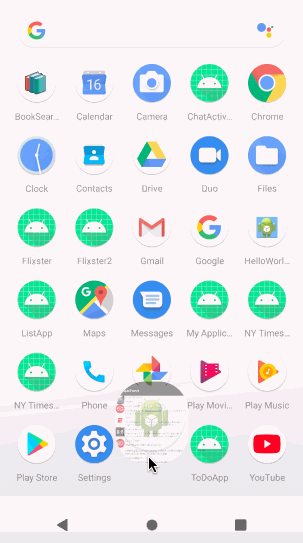 BookSear...
Calendar
Camera
ChatActiv...
Chrome
16
Clock
Contacts
Drive
Duo
Files
Flixster
Flixster2
Gmail
Google
HelloWorl...
ListApp
Maps
Messages
My Applic...
NY Times...
NY Times...
Phone
Play Movi...
Play Music
Play Store
Settings
ToDoApp
YouTube